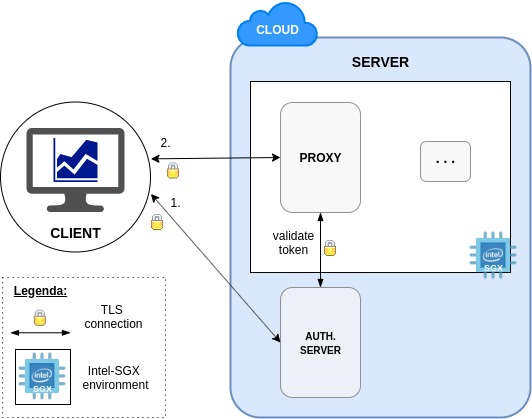 CLOUD
SERVER
2.
PROXY
. . .
1.
CLIENT
validate
token
intel
SGX
Legenda:
TLS
connection
AUTH.
SERVER
intel
SGX
Intel-SGX
environment